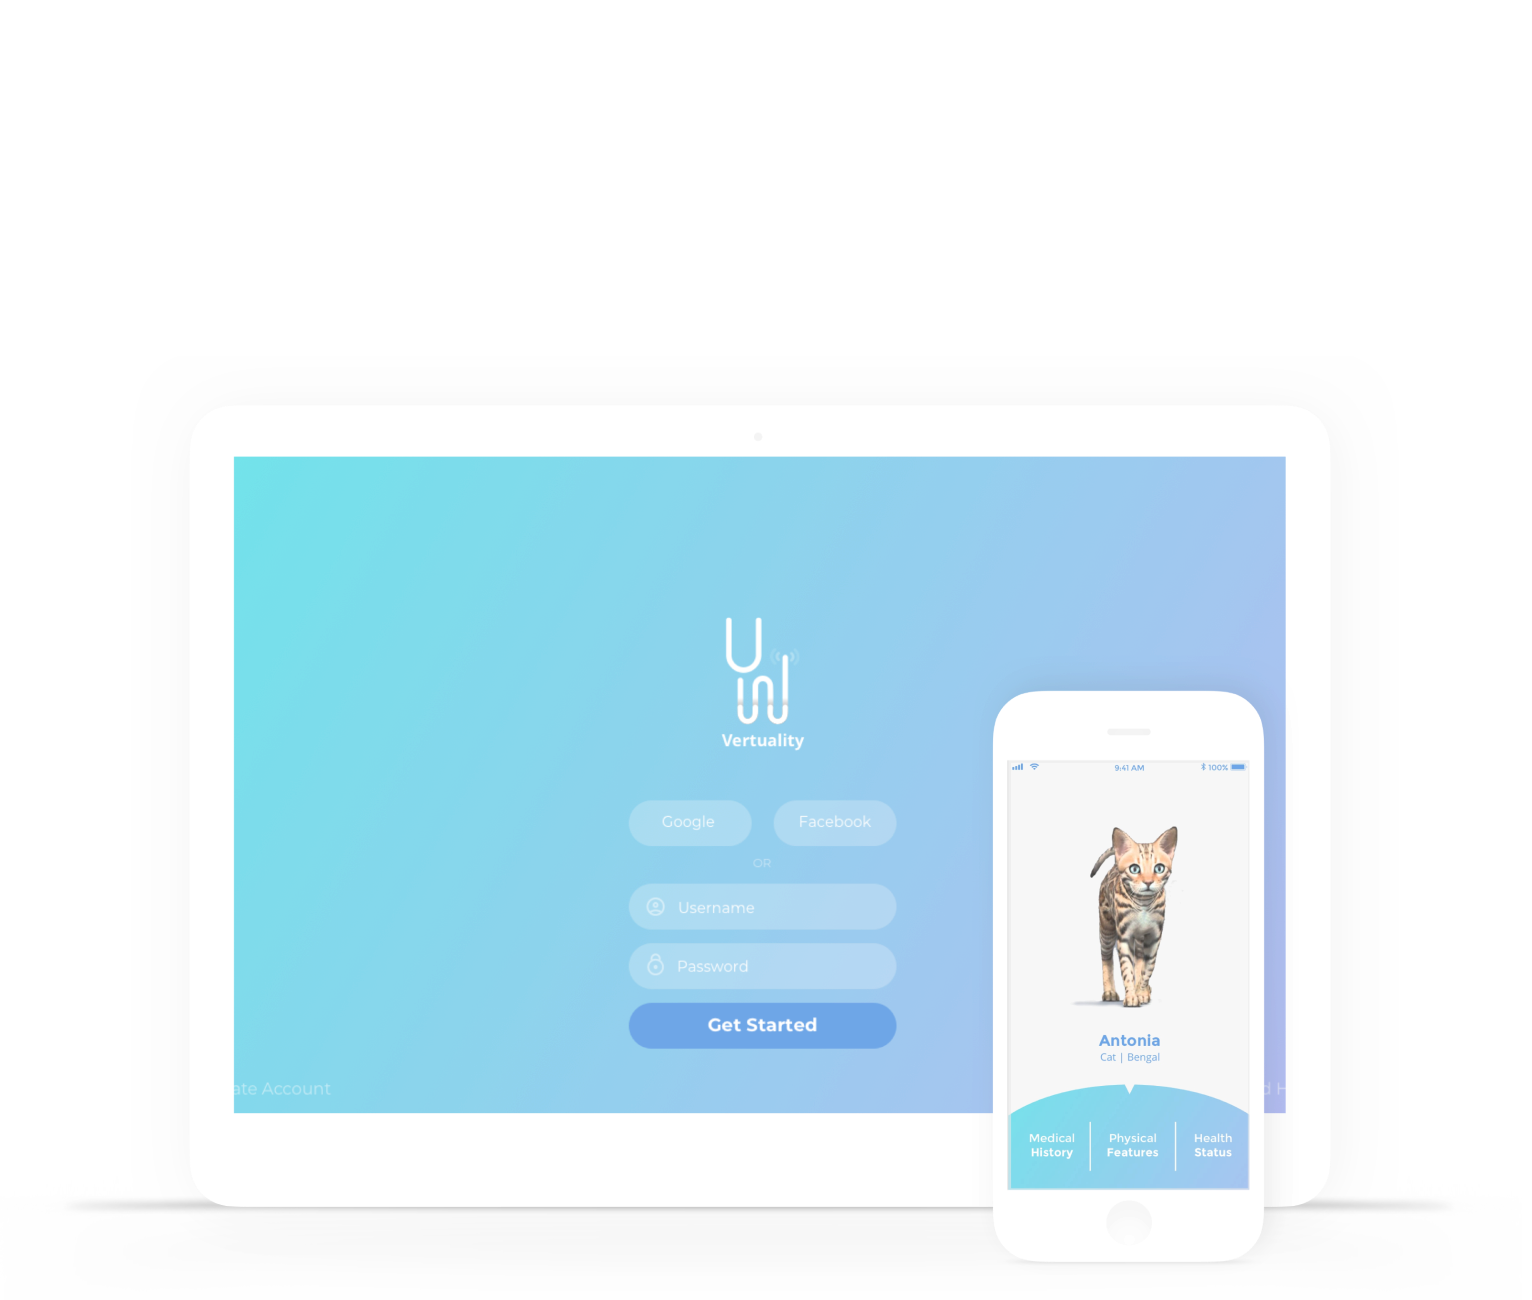 Vertuality
Google
Facebook
OR
Username
Password
Get Started
ate Account
d H
9:41 AM
100%
Antonia
Cat | Bengal
Medical
History
Physical
Features
Health
Status